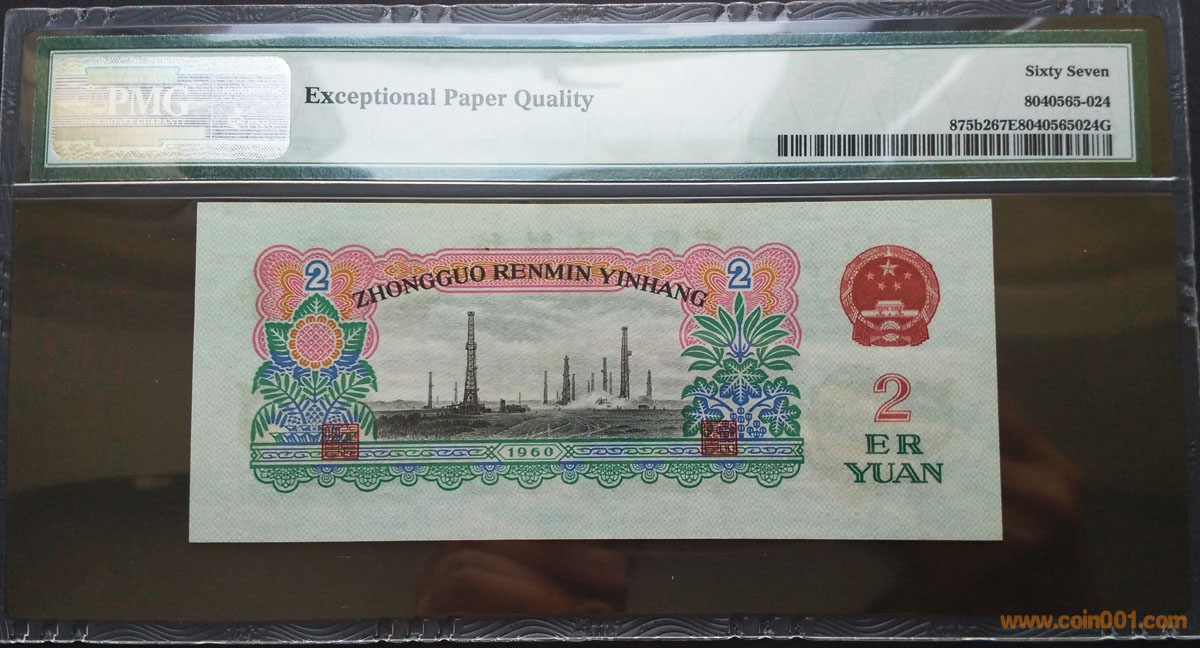 PMG
Exceptional Paper Quality
Sixty Seven
8040565-024
875b267E8040565024G
2
2
ZHONGGUO RENMIN YINHANG
1960
2
ER
YUAN
www.coin001.com